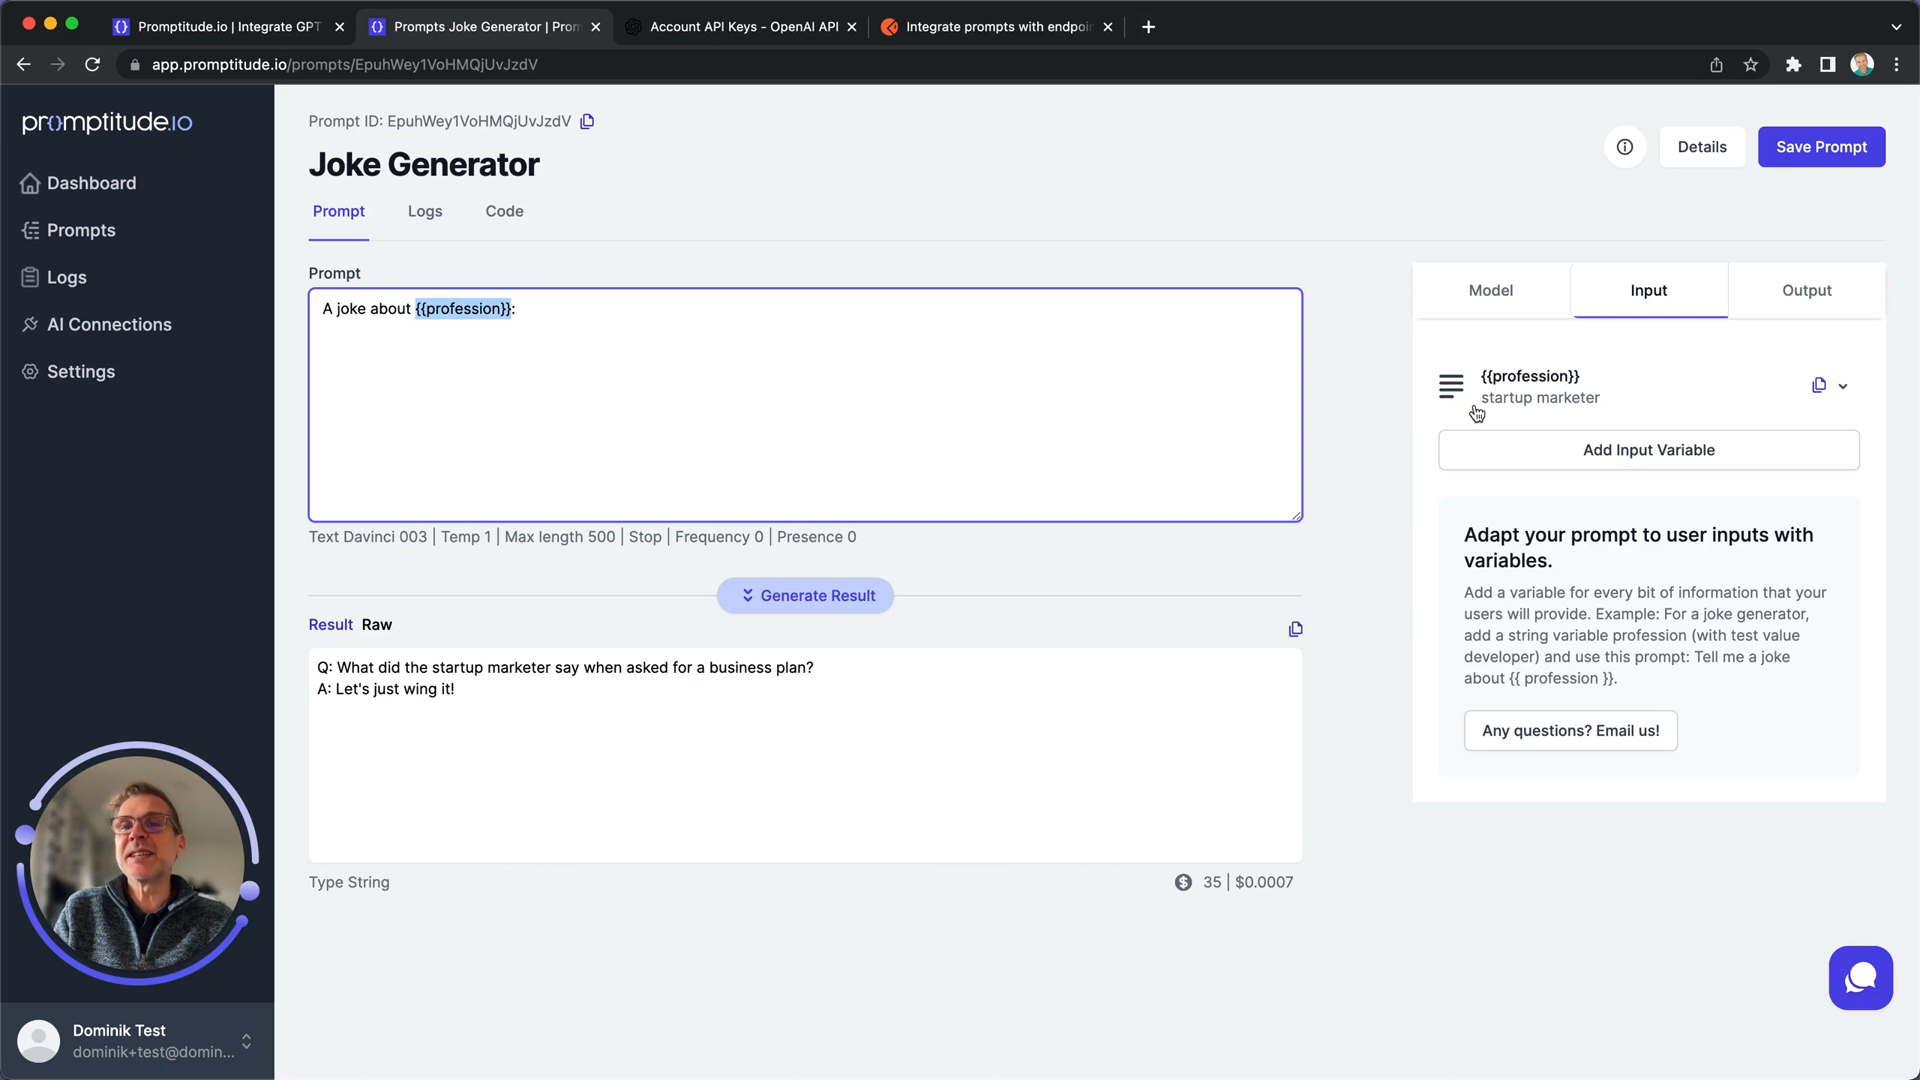 Promptitude.io | Integrate GPT
Prompts Joke Generator | Prom
Account API Keys - OpenAI API
Integrate prompts with endpoin
app.promptitude.io/prompts/EpuhWey1VoHMQjUvJzdV
pr{}mptitude.io
Dashboard
Prompts
Logs
AI Connections
Settings
Dominik Test
dominik+test@domin...
Prompt ID: EpuhWey1VoHMQjUvJzdV
Joke Generator
Details
Save Prompt
Prompt
Logs
Code
Prompt
A joke about {{profession}}:
Text Davinci 003 | Temp 1 | Max length 500 | Stop | Frequency 0 | Presence 0
Generate Result
Result Raw
Q: What did the startup marketer say when asked for a business plan?
A: Let's just wing it!
Type String
35 | $0.0007
Model
Input
Output
{{profession}}
startup marketer
Add Input Variable
Adapt your prompt to user inputs with
variables.
Add a variable for every bit of information that your
users will provide. Example: For a joke generator,
add a string variable profession (with test value
developer) and use this prompt: Tell me a joke
about {{ profession }}.
Any questions? Email us!